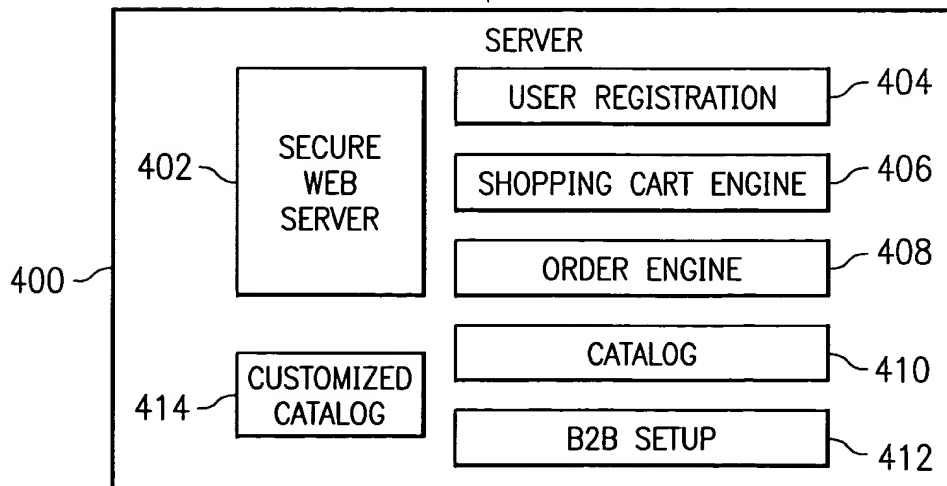 SERVER
SECURE
WEB
SERVER
402
USER REGISTRATION
404
SHOPPING CART ENGINE
406
ORDER ENGINE
408
400
CATALOG
410
CUSTOMIZED
CATALOG
414
B2B SETUP
412